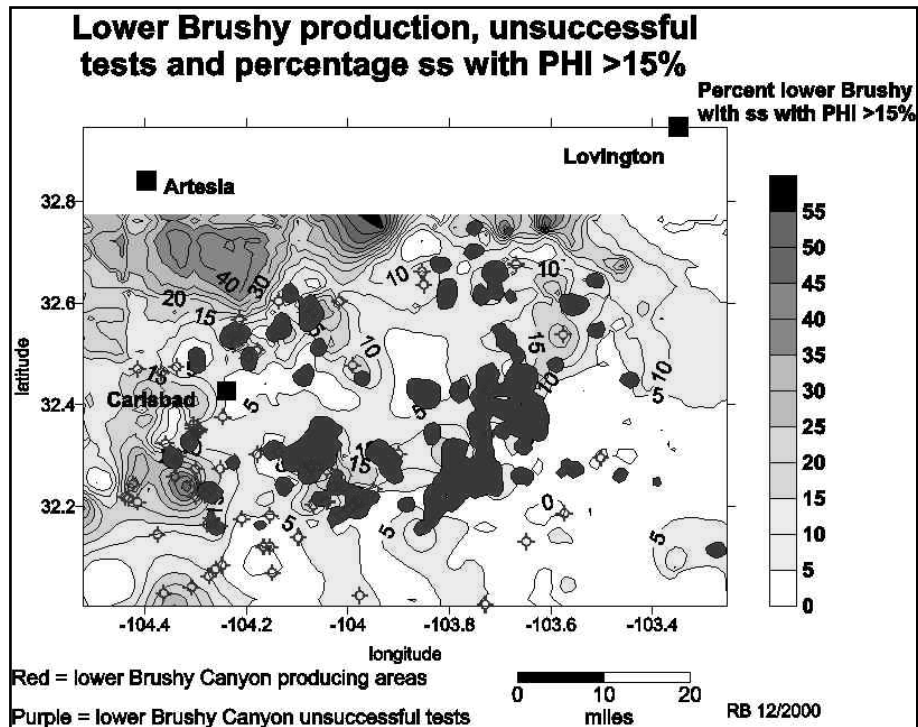 Lower Brushy production, unsuccessful
tests and percentage ss with PHI >15%
Percent lower Brushy
with ss with PHI >15%
Lovington
Artesia
Carlsbad
32.8
32.6
32.4
32.2
latitude
-104.4 -104.2 -104 -103.8 -103.6 -103.4
longitude
55
50
45
40
35
30
25
20
15
10
5
0
20 40 30 10 10
15 5 10 15
15 5 10 10
5 5 5
15
0
5 5 5
Red = lower Brushy Canyon producing areas
Purple = lower Brushy Canyon unsuccessful tests
0 10 20
miles
RB 12/2000